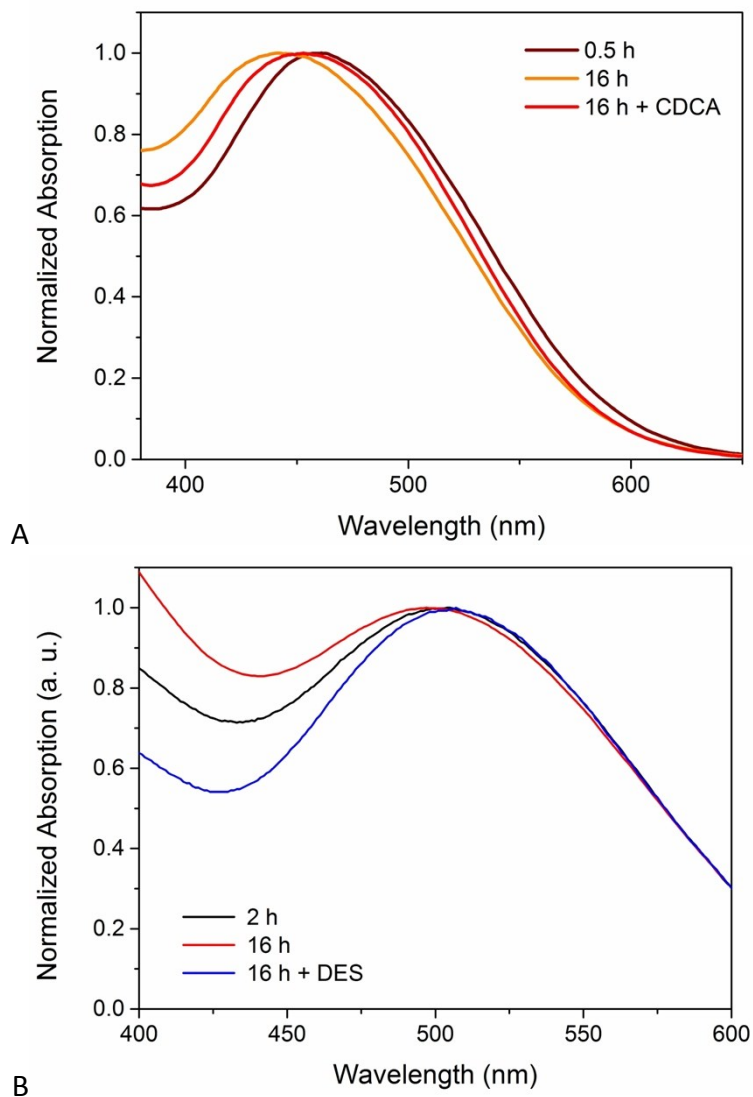 0.5 h
16 h
16 h + CDCA
1.0
0.8
0.6
0.4
0.2
0.0
Normalized Absorption
400
500
600
Wavelength (nm)
A
1.0
0.8
0.6
0.4
0.2
0.0
Normalized Absorption (a. u.)
2 h
16 h
16 h + DES
400
450
500
550
600
Wavelength (nm)
B